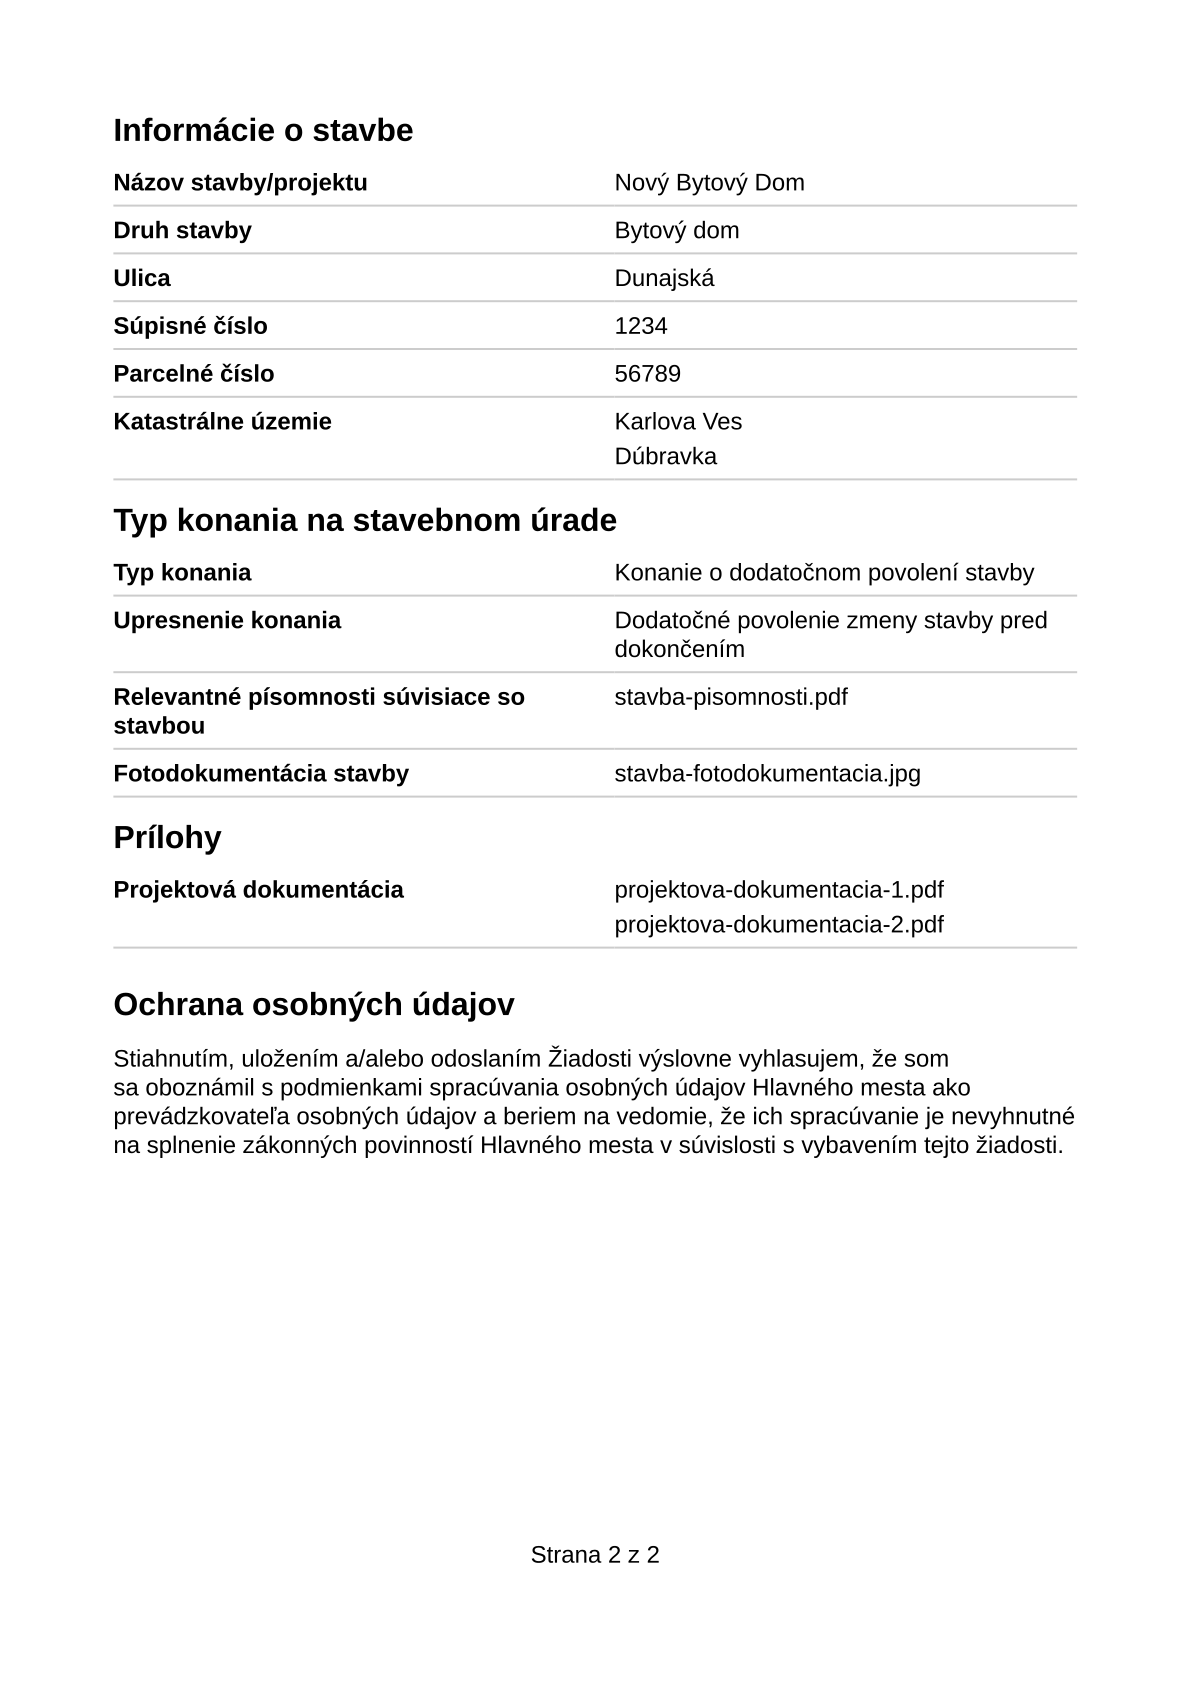 Informácie o stavbe
Názov stavby/projektu Nový Bytový Dom
Druh stavby Bytový dom
Ulica Dunajská
Súpisné číslo 1234
Parcelné číslo 56789
Katastrálne územie Karlova Ves
Dúbravka
Typ konania na stavebnom úrade
Typ konania Konanie o dodatočnom povolení stavby
Upresnenie konania Dodatočné povolenie zmeny stavby pred
dokončením
Relevantné písomnosti súvisiace so stavba-pisomnosti.pdf
stavbou
Fotodokumentácia stavby stavba-fotodokumentacia.jpg
Prílohy
Projektová dokumentácia projektova-dokumentacia-1.pdf
projektova-dokumentacia-2.pdf
Ochrana osobných údajov
Stiahnutím, uložením a/alebo odoslaním Žiadosti výslovne vyhlasujem, že som
sa oboznámil s podmienkami spracúvania osobných údajov Hlavného mesta ako
prevádzkovateľa osobných údajov a beriem na vedomie, že ich spracúvanie je nevyhnutné
na splnenie zákonných povinností Hlavného mesta v súvislosti s vybavením tejto žiadosti.
Strana 2 z 2